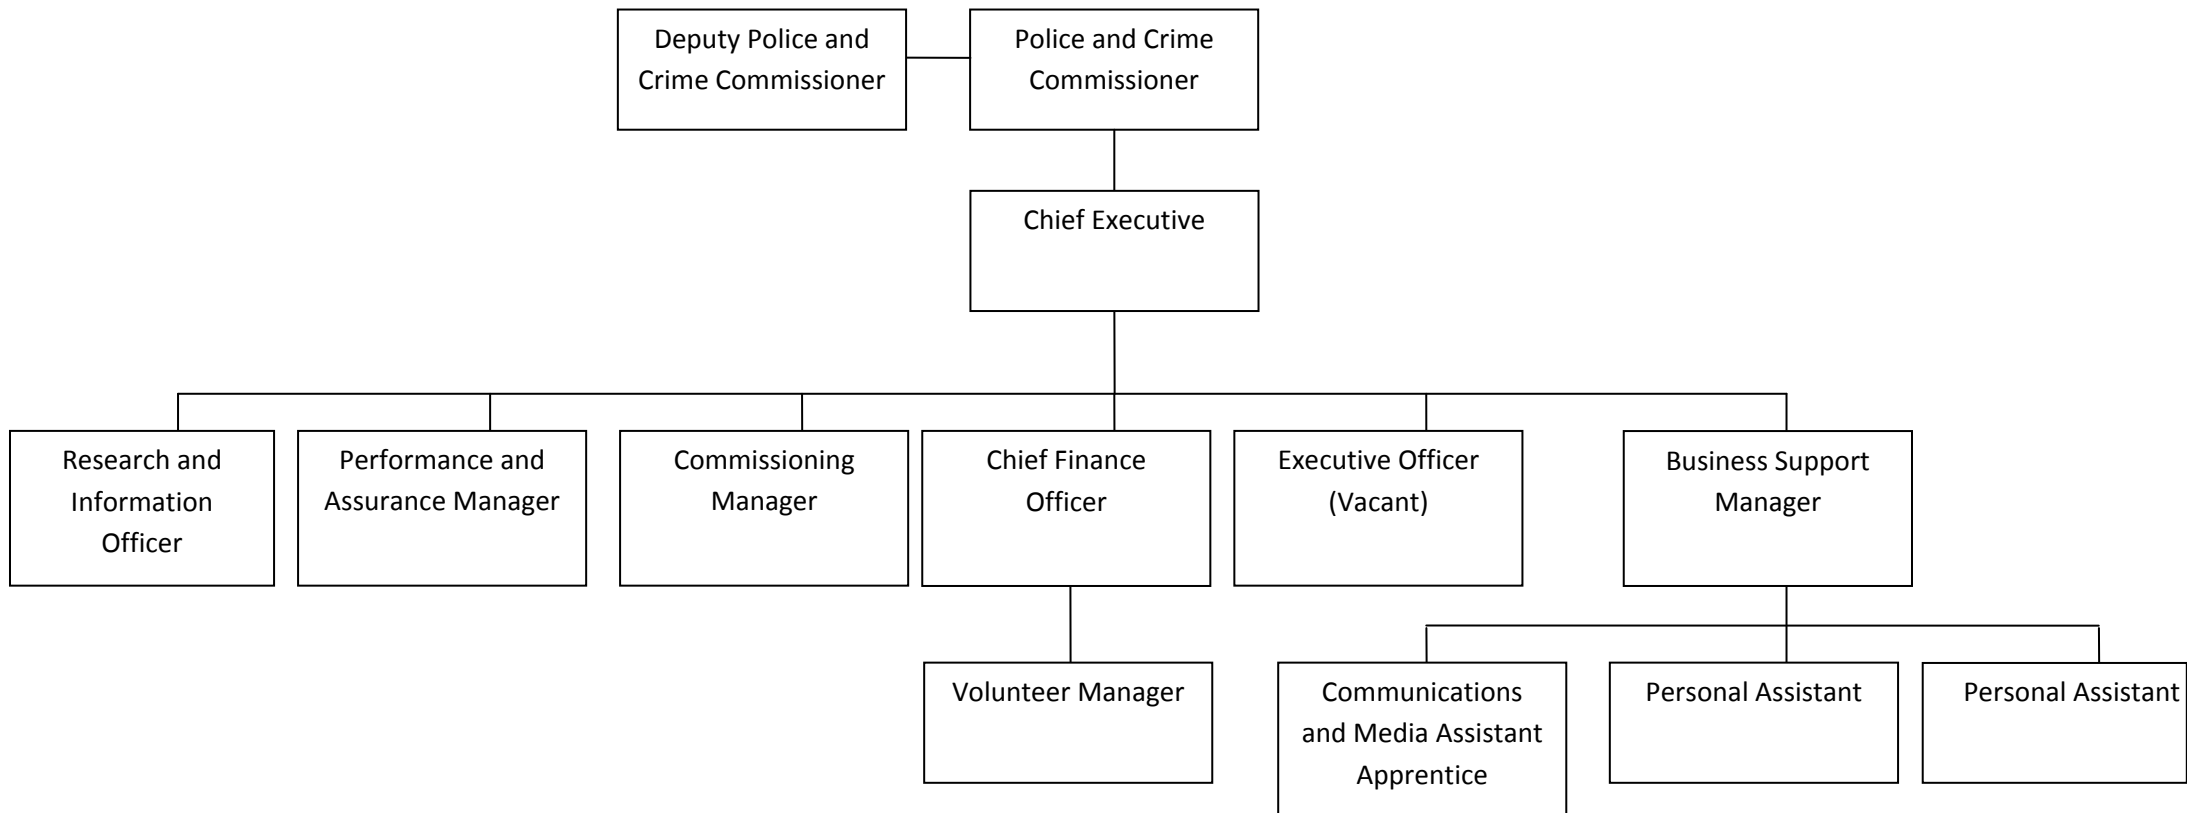 Deputy Police and
Crime Commissioner
Police and Crime
Commissioner
Chief Executive
Research and
Information
Officer
Performance and
Assurance Manager
Commissioning
Manager
Chief Finance
Officer
Executive Officer
(Vacant)
Business Support
Manager
Volunteer Manager
Communications
and Media Assistant
Apprentice
Personal Assistant
Personal Assistant